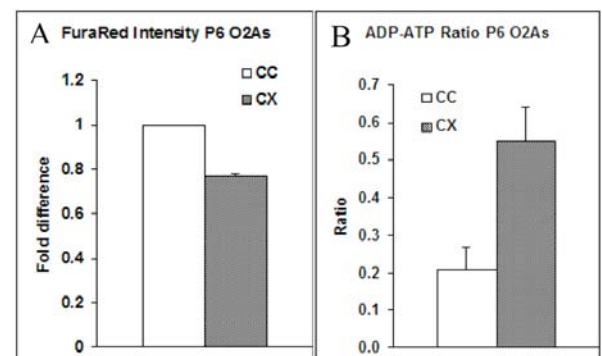 A FuraRed Intensity P6 O2As
1.2
1
0.8
0.6
0.4
0.2
0
Fold difference
CC
CX
B ADP-ATP Ratio P6 O2As
0.7
0.6
0.5
0.4
0.3
0.2
0.1
0.0
Ratio
CC
CX